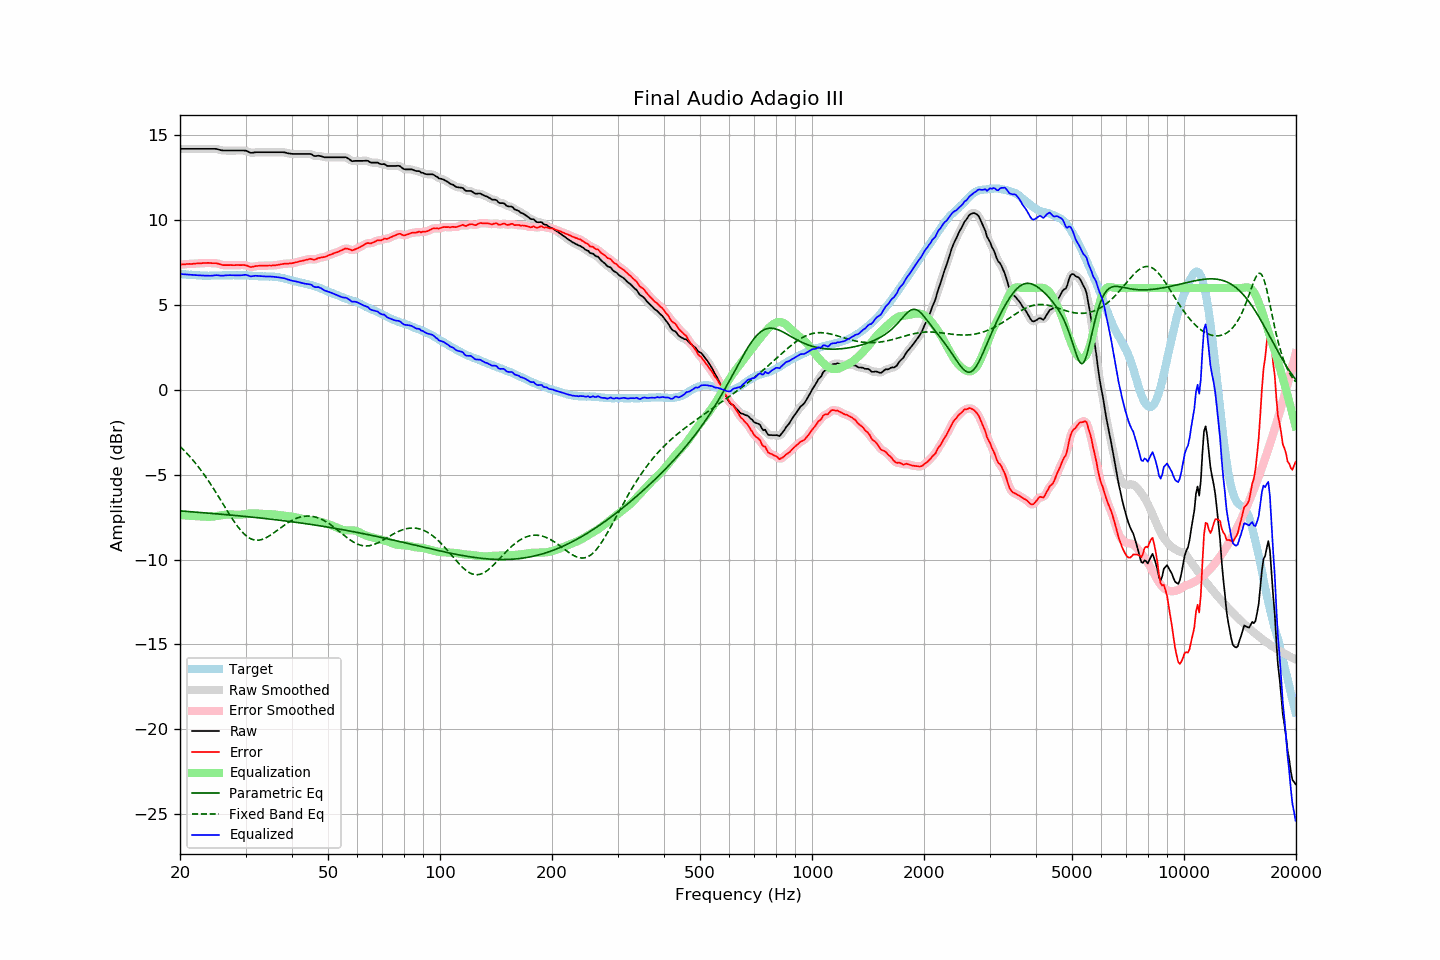 Final Audio Adagio III
15
10
5
0
−5
−10
−15
−20
−25
Amplitude (dBr)
Target
Raw Smoothed
Error Smoothed
Raw
Error
Equalization
Parametric Eq
Fixed Band Eq
Equalized
20 50 100 200 500 1000 2000 5000 10000 20000
Frequency (Hz)